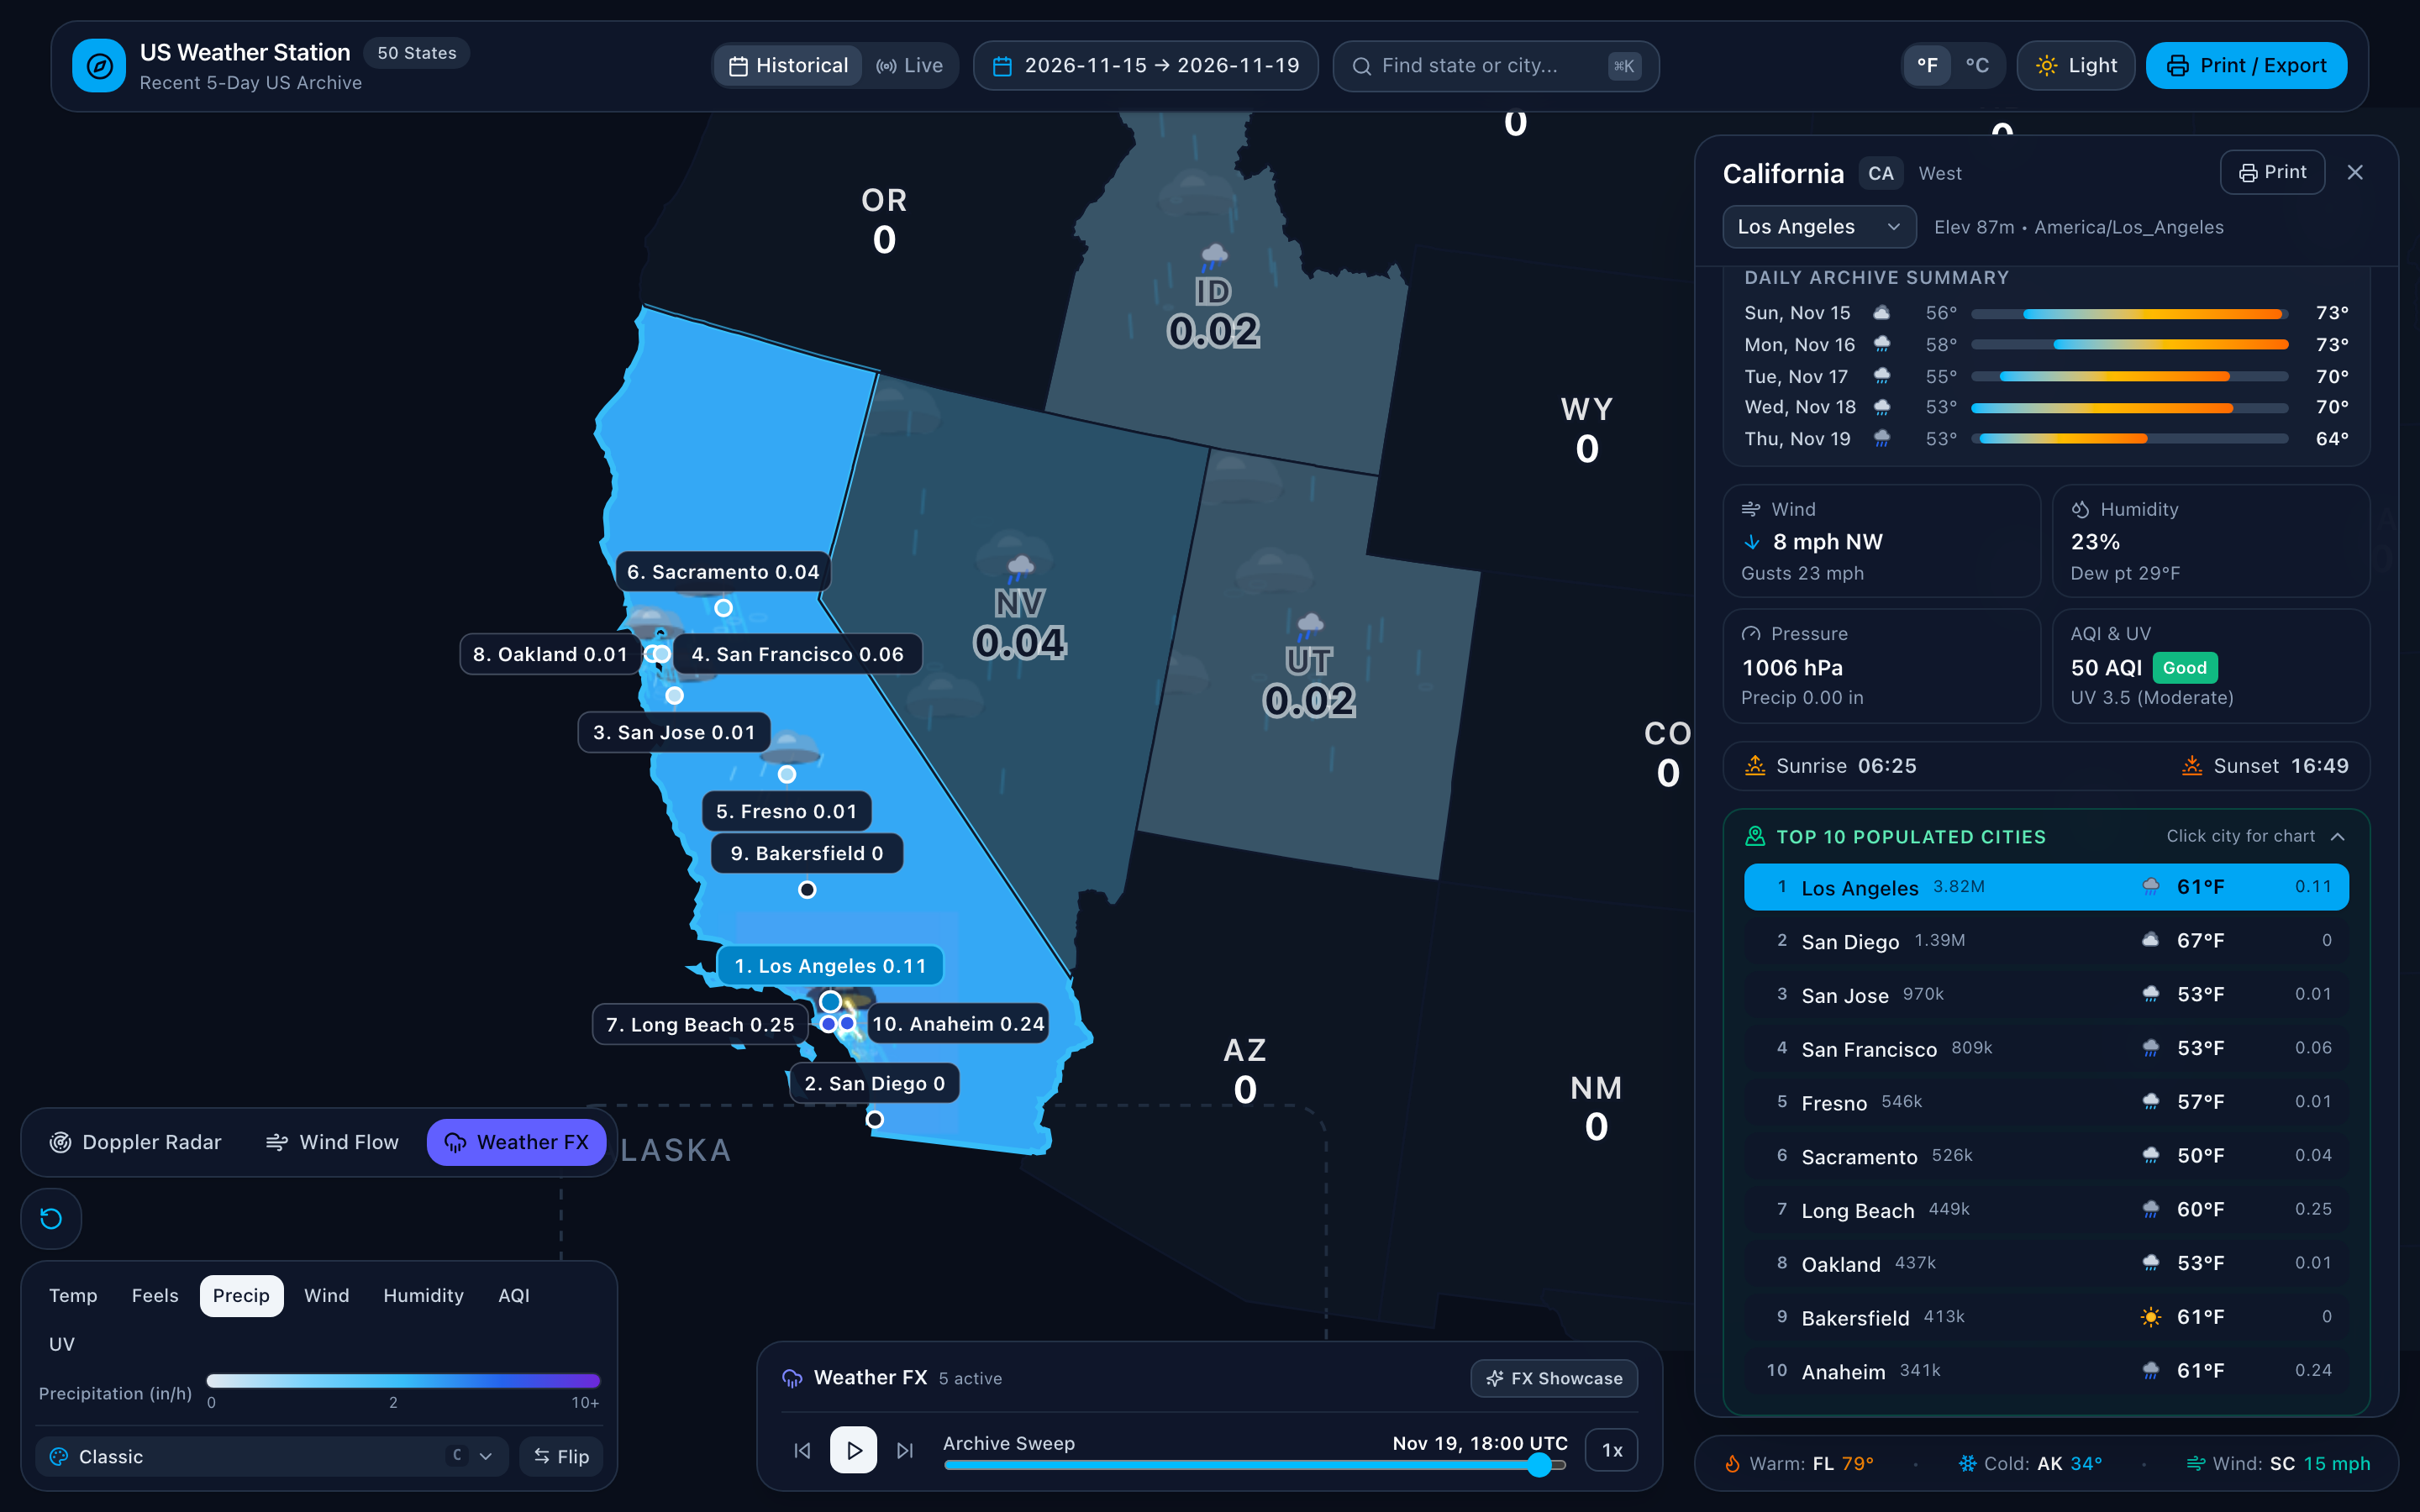 US Weather Station 50 States
Recent 5-Day US Archive
Historical Live
2026-11-15 → 2026-11-19
Find state or city... ⌘K
°F °C
Light
Print / Export
0
OR
0
ID
0.02
WY
0
NV
0.04
UT
0.02
CO
0
AZ
0
NM
0
6. Sacramento 0.04
8. Oakland 0.01
4. San Francisco 0.06
3. San Jose 0.01
5. Fresno 0.01
9. Bakersfield 0
1. Los Angeles 0.11
7. Long Beach 0.25
10. Anaheim 0.24
2. San Diego 0
LASKA
Doppler Radar Wind Flow Weather FX
Temp Feels Precip Wind Humidity AQI
UV
Precipitation (in/h)
0 2 10+
Classic C Flip
Weather FX 5 active FX Showcase
Archive Sweep Nov 19, 18:00 UTC 1x
California CA West Print
Los Angeles Elev 87m • America/Los_Angeles
DAILY ARCHIVE SUMMARY
Sun, Nov 15 56° 73°
Mon, Nov 16 58° 73°
Tue, Nov 17 55° 70°
Wed, Nov 18 53° 70°
Thu, Nov 19 53° 64°
Wind
8 mph NW
Gusts 23 mph
Humidity
23%
Dew pt 29°F
Pressure
1006 hPa
Precip 0.00 in
AQI & UV
50 AQI Good
UV 3.5 (Moderate)
Sunrise 06:25 Sunset 16:49
TOP 10 POPULATED CITIES Click city for chart
1 Los Angeles 3.82M 61°F 0.11
2 San Diego 1.39M 67°F 0
3 San Jose 970k 53°F 0.01
4 San Francisco 809k 53°F 0.06
5 Fresno 546k 57°F 0.01
6 Sacramento 526k 50°F 0.04
7 Long Beach 449k 60°F 0.25
8 Oakland 437k 53°F 0.01
9 Bakersfield 413k 61°F 0
10 Anaheim 341k 61°F 0.24
Warm: FL 79° • Cold: AK 34° • Wind: SC 15 mph